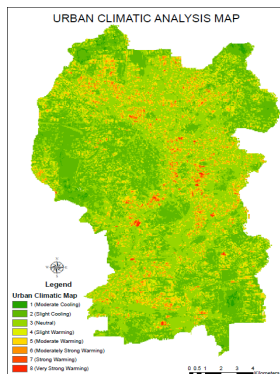 URBAN CLIMATIC ANALYSIS MAP
Legend
Urban Climatic Map
1 (Moderate Cooling)
2 (Slight Cooling)
3 (Neutral)
4 (Slight Warming)
5 (Moderate Warming)
6 (Moderately Strong Warming)
7 (Strong Warming)
8 (Very Strong Warming)
0 0.5 1 2 3 4
Kilometers